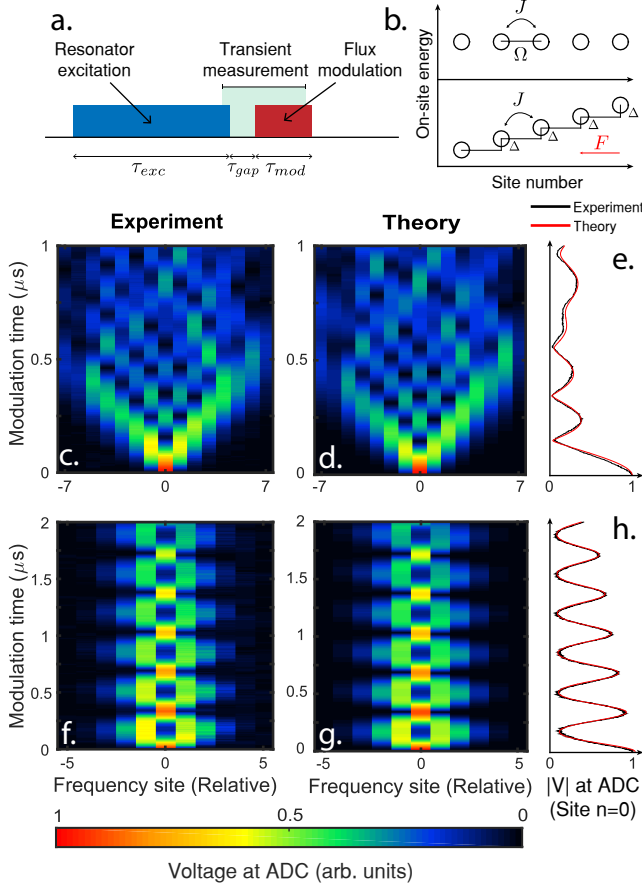 a.
Resonator
excitation
Transient
measurement
Flux
modulation
τexc
τgap
τmod
b.
On-site energy
J
Ω
J
Δ
Δ
Δ
Δ
F
Site number
Experiment
Theory
Experiment
Theory
Modulation time (μs)
1
0.5
0
c.
-7
0
7
d.
-7
0
7
e.
0
1
Modulation time (μs)
2
1.5
1
0.5
0
f.
-5
0
5
Frequency site (Relative)
2
1.5
1
0.5
0
g.
-5
0
5
Frequency site (Relative)
h.
0
1
|V| at ADC
(Site n=0)
1
0.5
0
Voltage at ADC (arb. units)